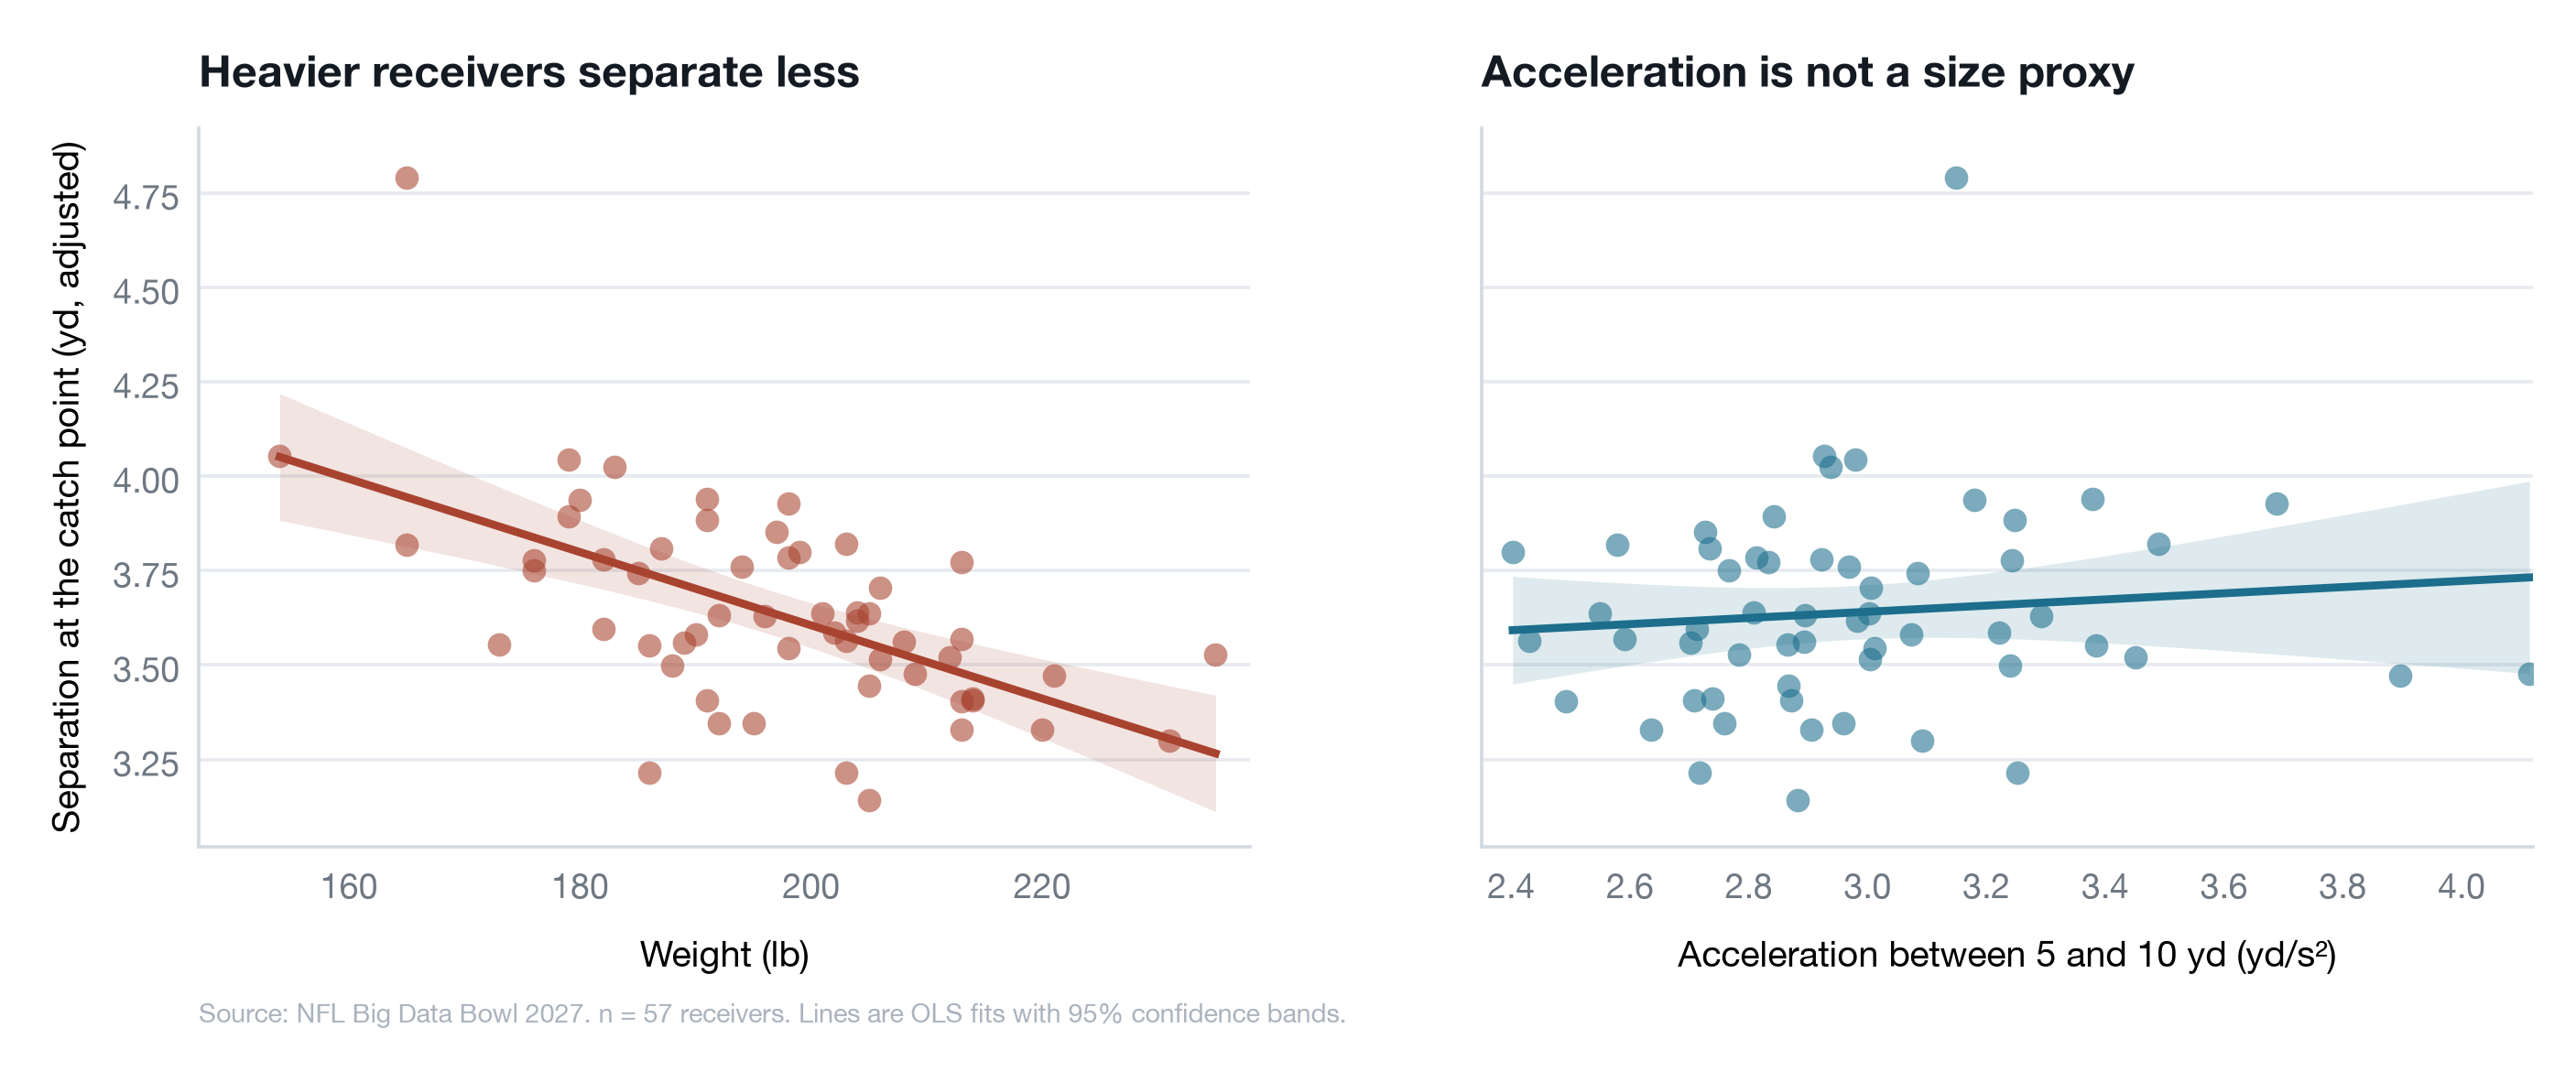 Heavier receivers separate less
Acceleration is not a size proxy
Separation at the catch point (yd, adjusted)
4.75
4.50
4.25
4.00
3.75
3.50
3.25
160 180 200 220
2.4 2.6 2.8 3.0 3.2 3.4 3.6 3.8 4.0
Weight (lb)
Acceleration between 5 and 10 yd (yd/s²)
Source: NFL Big Data Bowl 2027. n = 57 receivers. Lines are OLS fits with 95% confidence bands.